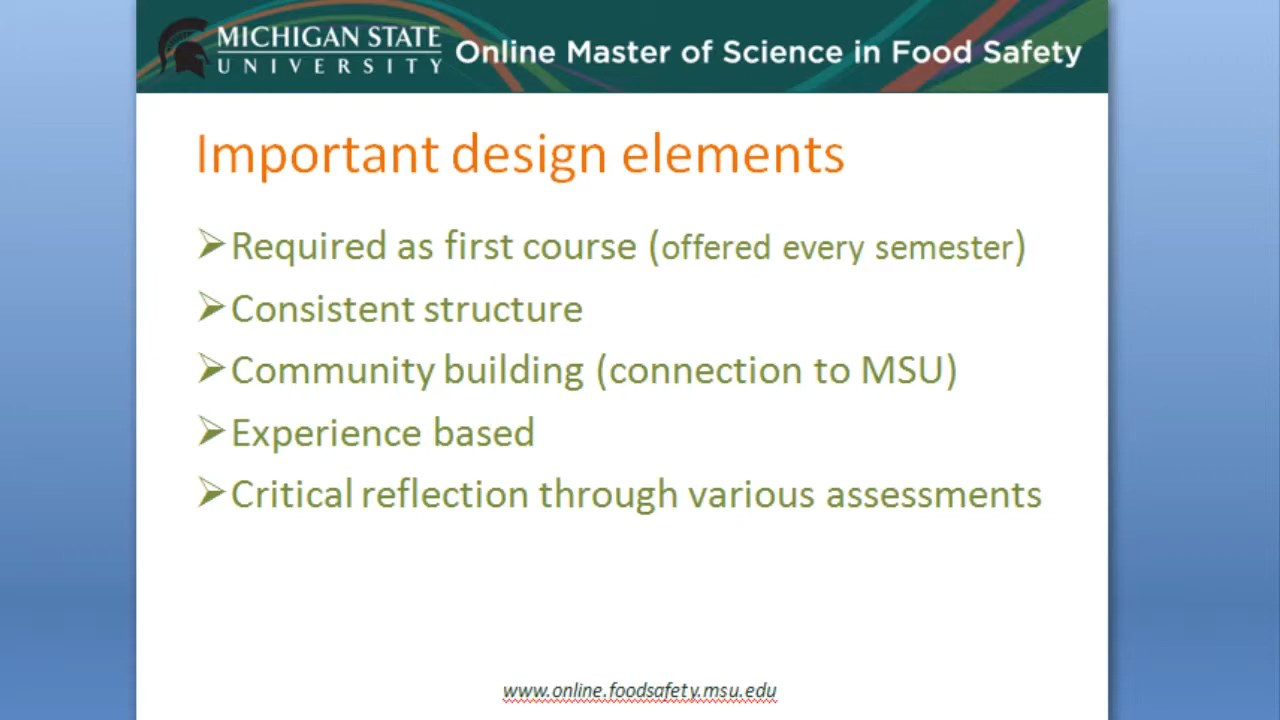 MICHIGAN STATE
UNIVERSITY
Online Master of Science in Food Safety
Important design elements
Required as first course (offered every semester)
Consistent structure
Community building (connection to MSU)
Experience based
Critical reflection through various assessments
www.online.foodsafety.msu.edu